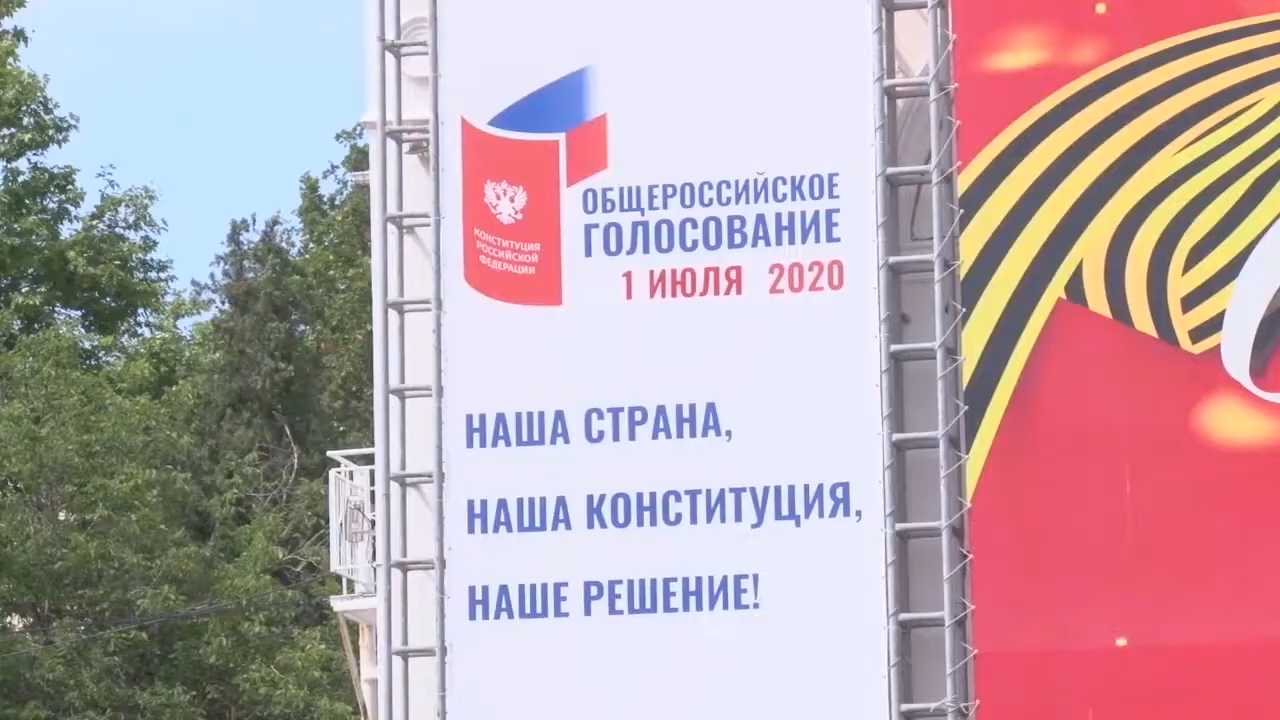 КОНСТИТУЦИЯ
РОССИЙСКОЙ
ФЕДЕРАЦИИ
ОБЩЕРОССИЙСКОЕ
ГОЛОСОВАНИЕ
1 ИЮЛЯ 2020
НАША СТРАНА,
НАША КОНСТИТУЦИЯ,
НАШЕ РЕШЕНИЕ!